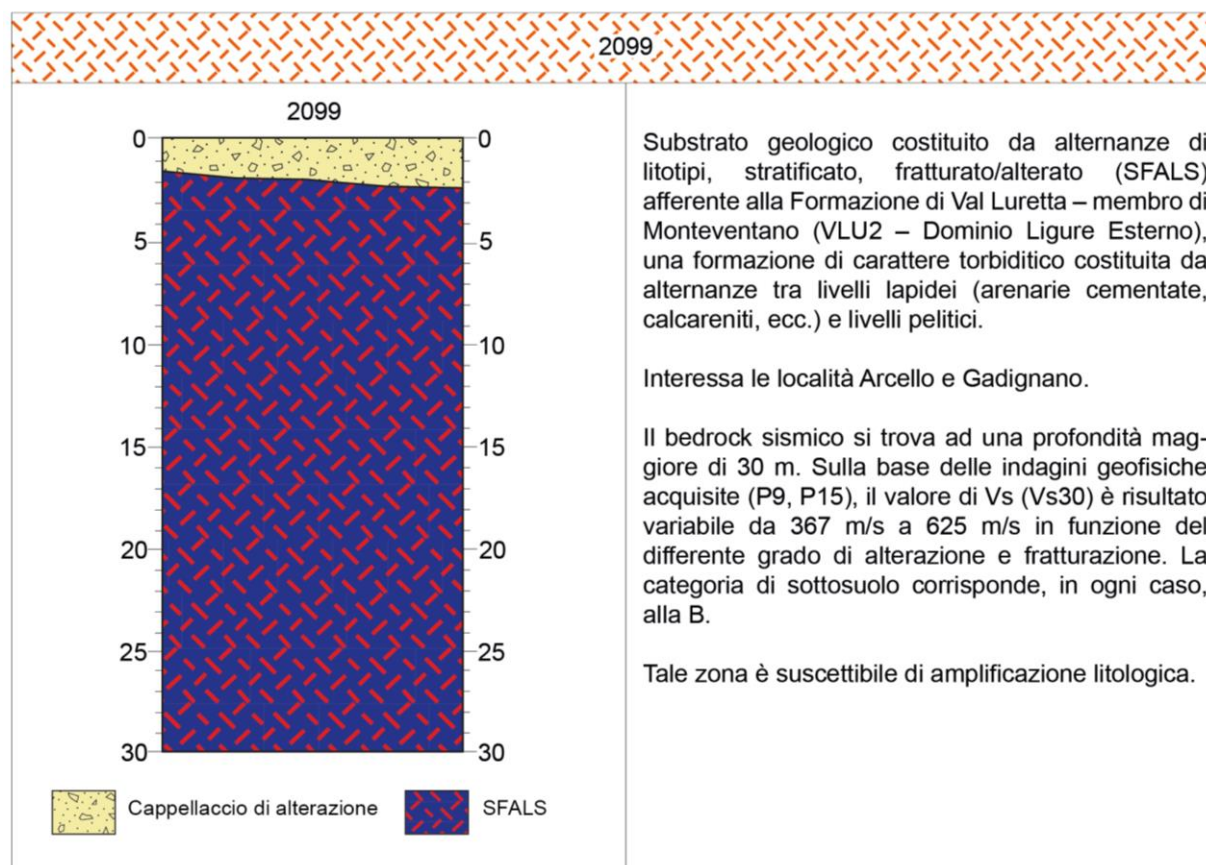 2099
2099
0 0
5 5
10 10
15 15
20 20
25 25
30 30
Cappellaccio di alterazione SFALS
Substrato geologico costituito da alternanze di
litotipi, stratificato, fratturato/alterato (SFALS)
afferente alla Formazione di Val Luretta – membro di
Monteventano (VLU2 – Dominio Ligure Esterno),
una formazione di carattere torbiditico costituita da
alternanze tra livelli lapidei (arenarie cementate,
calcareniti, ecc.) e livelli pelitici.
Interessa le località Arcello e Gadignano.
Il bedrock sismico si trova ad una profondità mag-
giore di 30 m. Sulla base delle indagini geofisiche
acquisite (P9, P15), il valore di Vs (Vs30) è risultato
variabile da 367 m/s a 625 m/s in funzione del
differente grado di alterazione e fratturazione. La
categoria di sottosuolo corrisponde, in ogni caso,
alla B.
Tale zona è suscettibile di amplificazione litologica.